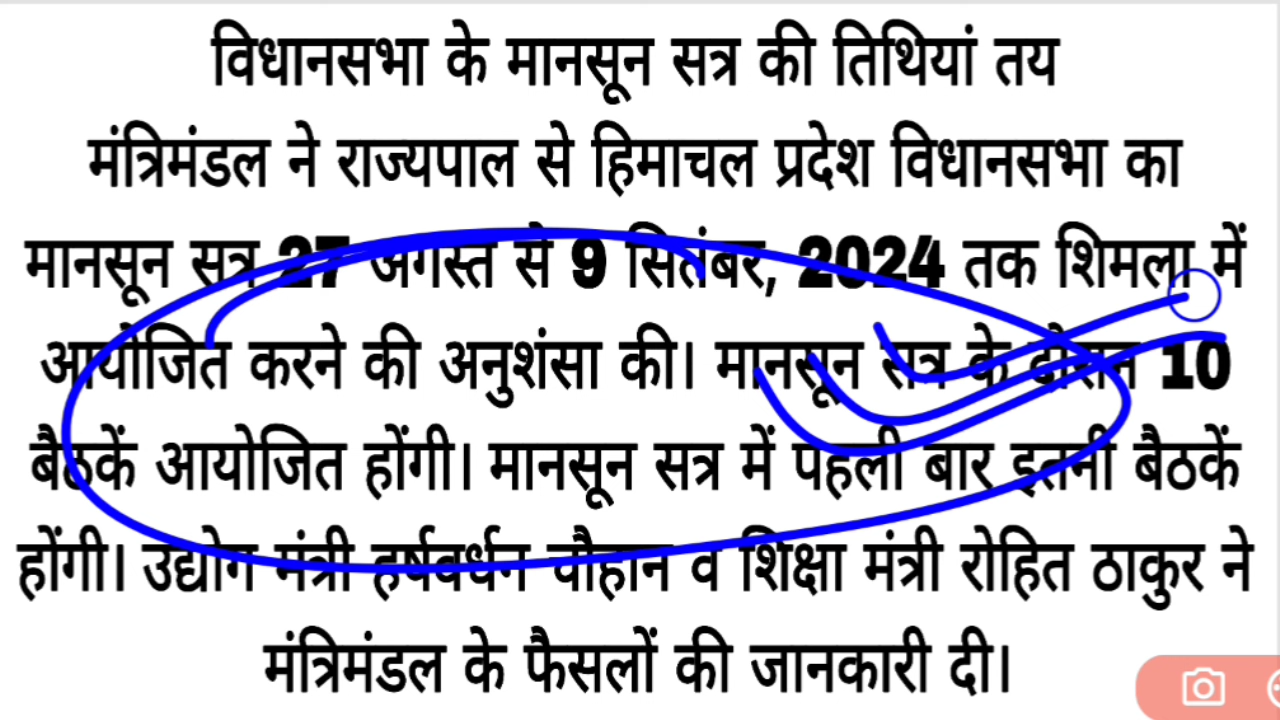 विधानसभा के मानसून सत्र की तिथियां तय
मंत्रिमंडल ने राज्यपाल से हिमाचल प्रदेश विधानसभा का
मानसून सत्र 27 अगस्त से 9 सितंबर, 2024 तक शिमला में
आयोजित करने की अनुशंसा की। मानसून सत्र के दौरान 10
बैठकें आयोजित होंगी। मानसून सत्र में पहली बार इतनी बैठकें
होंगी। उद्योग मंत्री हर्षवर्धन चौहान व शिक्षा मंत्री रोहित ठाकुर ने
मंत्रिमंडल के फैसलों की जानकारी दी।